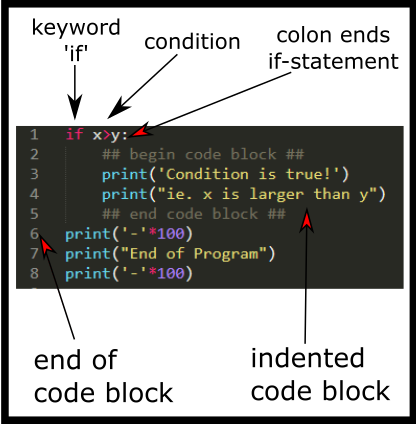 keyword
'if'
condition
colon ends
if-statement
1 if x>y:
2 ## begin code block ##
3 print('Condition is true!')
4 print("ie. x is larger than y")
5 ## end code block ##
6 print('-'*100)
7 print("End of Program")
8 print('-'*100)
end of
code block
indented
code block